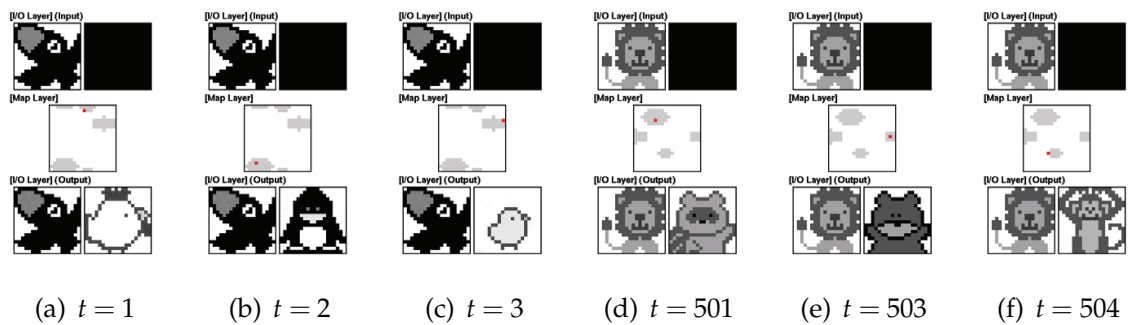 [I/O Layer] (Input) [I/O Layer] (Input) [I/O Layer] (Input) [I/O Layer] (Input) [I/O Layer] (Input) [I/O Layer] (Input)
[Map Layer] [Map Layer] [Map Layer] [Map Layer] [Map Layer] [Map Layer]
[I/O Layer] (Output) [I/O Layer] (Output) [I/O Layer] (Output) [I/O Layer] (Output) [I/O Layer] (Output) [I/O Layer] (Output)
(a) t = 1 (b) t = 2 (c) t = 3 (d) t = 501 (e) t = 503 (f) t = 504